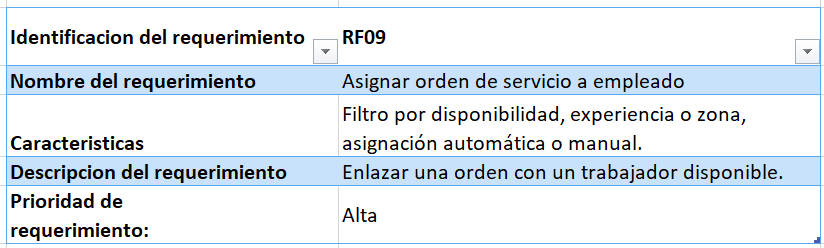 Identificacion del requerimiento RF09
Nombre del requerimiento Asignar orden de servicio a empleado
Filtro por disponibilidad, experiencia o zona,
Caracteristicas asignación automática o manual.
Descripcion del requerimiento Enlazar una orden con un trabajador disponible.
Prioridad de
requerimiento: Alta